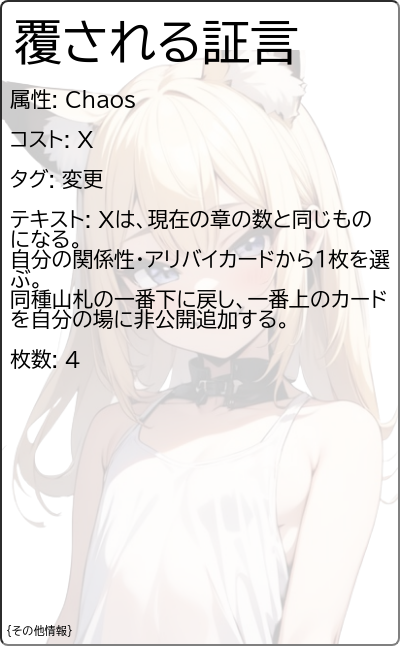 覆される証言
属性: Chaos
コスト: X
タグ: 変更
テキスト: Xは、現在の章の数と同じもの
になる。
自分の関係性・アリバイカードから1枚を選
ぶ。
同種山札の一番下に戻し、一番上のカード
を自分の場に非公開追加する。
枚数: 4
{その他情報}